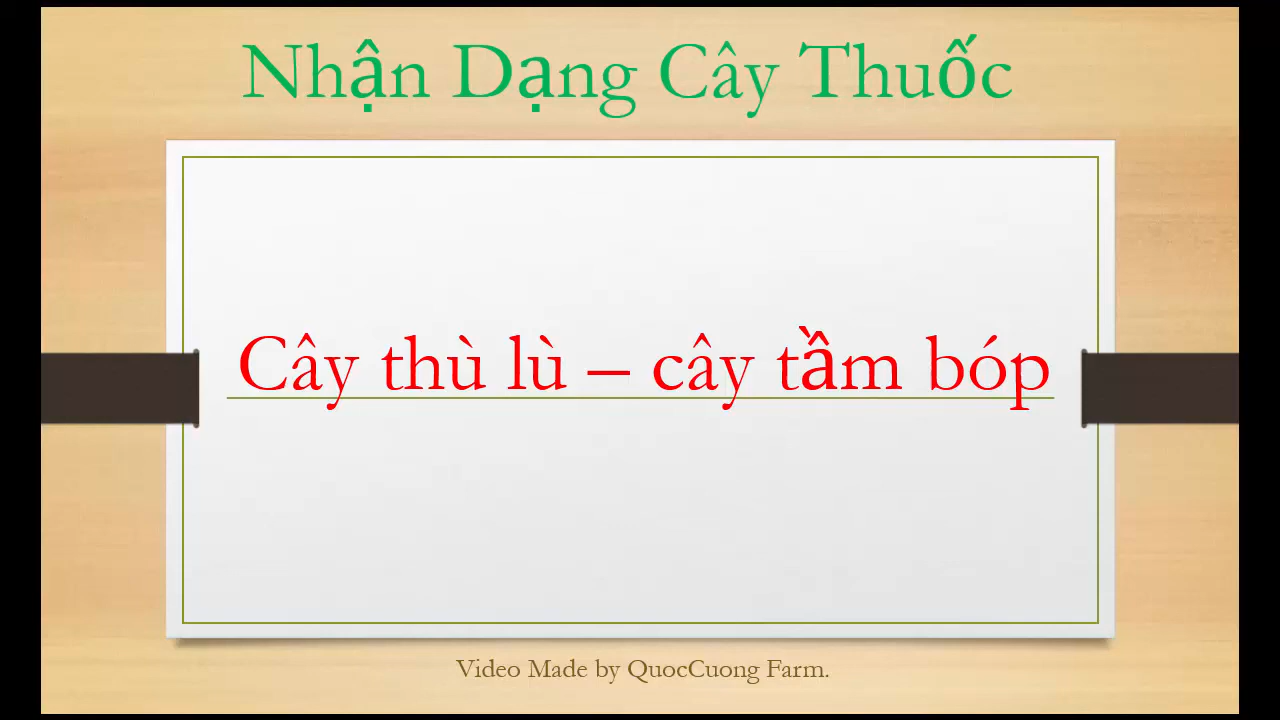 Nhận Dạng Cây Thuốc
Cây thù lù – cây tầm bóp
Video Made by QuocCuong Farm.